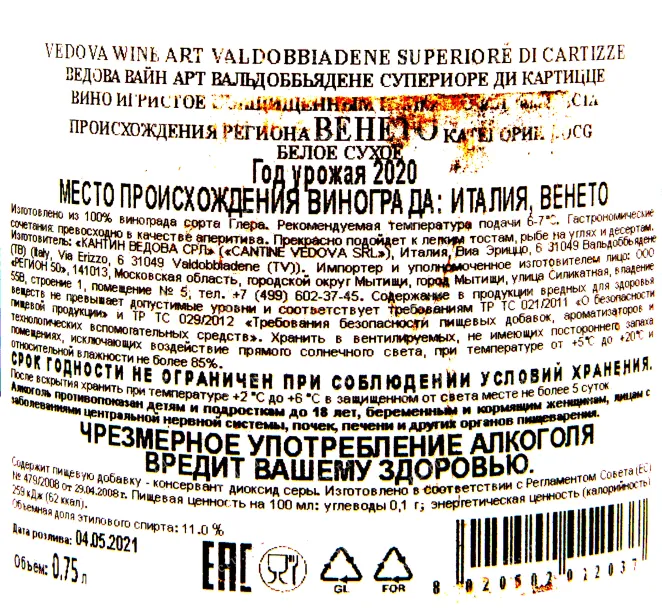 VEDOVA WINE ART VALDOBBIADENE SUPERIORE DI CARTIZZE
ВЕДОВА ВАЙН АРТ ВАЛЬДОББЬЯДЕНЕ СУПЕРИОРЕ ДИ КАРТИЦЦЕ
ВИНО ИГРИСТОЕ
ПРОИСХОЖДЕНИЯ РЕГИОНА ВЕНЕТО КАТЕГОРИИ DOCG
БЕЛОЕ СУХОЕ
Год урожая 2020
МЕСТО ПРОИСХОЖДЕНИЯ ВИНОГРАДА: ИТАЛИЯ, ВЕНЕТО
Изготовлено из 100% винограда сорта Глера. Рекомендуемая температура подачи 6-7°С. Гастрономические
сочетания: превосходно в качестве аперитива. Прекрасно подойдет к легким тостам, рыбе на углях и десертам.
Изготовитель: «КАНТИН ВЕДОВА СРЛ» («CANTINE VEDOVA SRL»), Италия, Виа Эриццо, 6 31049 Вальдоббьядене
(ТВ) (Italy, Via Erizzo, 6 31049 Valdobbiadene (TV)). Импортер и уполномоченное изготовителем лицо: ООО
«РЕГИОН 50», 141013, Московская область, городской округ Мытищи, город Мытищи, улица Силикатная, владение
55В, строение 1, помещение № 5; тел. +7 (499) 602-37-45. Содержание в продукции вредных для здоровья
веществ не превышает допустимые уровни и соответствует требованиям ТР ТС 021/2011 «О безопасности
пищевой продукции» и ТР ТС 029/2012 «Требования безопасности пищевых добавок, ароматизаторов и
технологических вспомогательных средств». Хранить в вентилируемых, не имеющих постороннего запаха
помещениях, исключающих воздействие прямого солнечного света, при температуре от +5°С до +20°С и
относительной влажности не более 85%.
СРОК ГОДНОСТИ НЕ ОГРАНИЧЕН ПРИ СОБЛЮДЕНИИ УСЛОВИЙ ХРАНЕНИЯ.
После вскрытия хранить при температуре +2 °С до +6 °С в защищенном от света месте не более 5 суток
Алкоголь противопоказан детям и подросткам до 18 лет, беременным и кормящим женщинам, лицам с
заболеваниями центральной нервной системы, почек, печени и других органов пищеварения.
ЧРЕЗМЕРНОЕ УПОТРЕБЛЕНИЕ АЛКОГОЛЯ
ВРЕДИТ ВАШЕМУ ЗДОРОВЬЮ.
Содержит пищевую добавку - консервант диоксид серы. Изготовлено в соответствии с Регламентом Совета (ЕС)
№ 479/2008 от 29.04.2008 г. Пищевая ценность на 100 мл: углеводы 0,1 г; энергетическая ценность (калорийность)
259 кДж (62 ккал).
Объемная доля этилового спирта: 11.0 %
Дата розлива: 04.05.2021
Объем: 0,75 л
EAC
GL
FOR
8 020502 022037